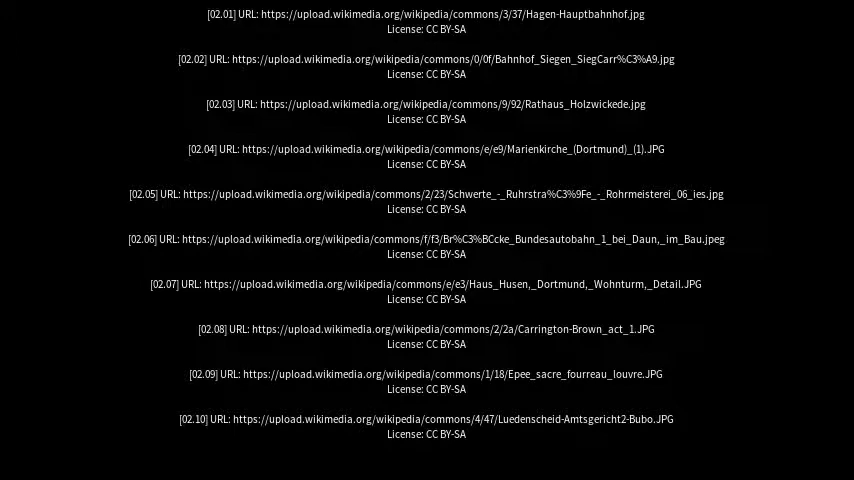 [02.01] URL: https://upload.wikimedia.org/wikipedia/commons/3/37/Hagen-Hauptbahnhof.jpg
License: CC BY-SA
[02.02] URL: https://upload.wikimedia.org/wikipedia/commons/0/0f/Bahnhof_Siegen_SiegCarr%C3%A9.jpg
License: CC BY-SA
[02.03] URL: https://upload.wikimedia.org/wikipedia/commons/9/92/Rathaus_Holzwickede.jpg
License: CC BY-SA
[02.04] URL: https://upload.wikimedia.org/wikipedia/commons/e/e9/Marienkirche_(Dortmund)_(1).JPG
License: CC BY-SA
[02.05] URL: https://upload.wikimedia.org/wikipedia/commons/2/23/Schwerte_-_Ruhrstra%C3%9Fe_-_Rohrmeisterei_06_ies.jpg
License: CC BY-SA
[02.06] URL: https://upload.wikimedia.org/wikipedia/commons/f/f3/Br%C3%BCcke_Bundesautobahn_1_bei_Daun,_im_Bau.jpeg
License: CC BY-SA
[02.07] URL: https://upload.wikimedia.org/wikipedia/commons/e/e3/Haus_Husen,_Dortmund,_Wohnturm,_Detail.JPG
License: CC BY-SA
[02.08] URL: https://upload.wikimedia.org/wikipedia/commons/2/2a/Carrington-Brown_act_1.JPG
License: CC BY-SA
[02.09] URL: https://upload.wikimedia.org/wikipedia/commons/1/18/Epee_sacre_fourreau_louvre.JPG
License: CC BY-SA
[02.10] URL: https://upload.wikimedia.org/wikipedia/commons/4/47/Luedenscheid-Amtsgericht2-Bubo.JPG
License: CC BY-SA